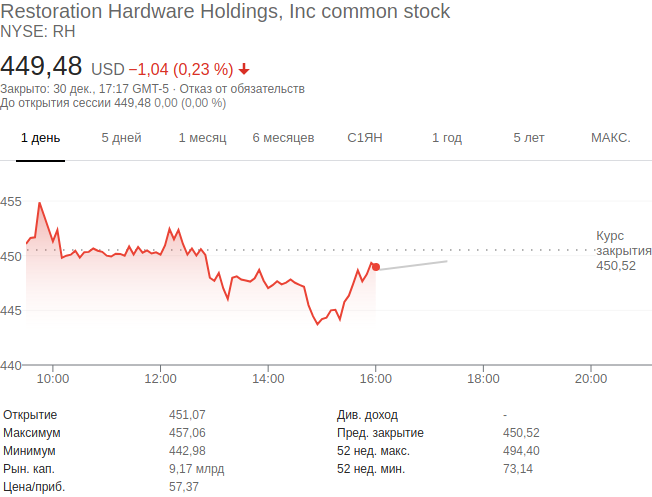 Restoration Hardware Holdings, Inc common stock
NYSE: RH
449,48 USD −1,04 (0,23 %)
Закрыто: 30 дек., 17:17 GMT-5 · Отказ от обязательств
До открытия сессии 449,48 0,00 (0,00 %)
1 день 5 дней 1 месяц 6 месяцев С1ЯН 1 год 5 лет МАКС.
455
Курс
450 закрытия
450,52
445
440
10:00 12:00 14:00 16:00 18:00 20:00
Открытие 451,07 Див. доход -
Максимум 457,06 Пред. закрытие 450,52
Минимум 442,98 52 нед. макс. 494,40
Рын. кап. 9,17 млрд 52 нед. мин. 73,14
Цена/приб. 57,37